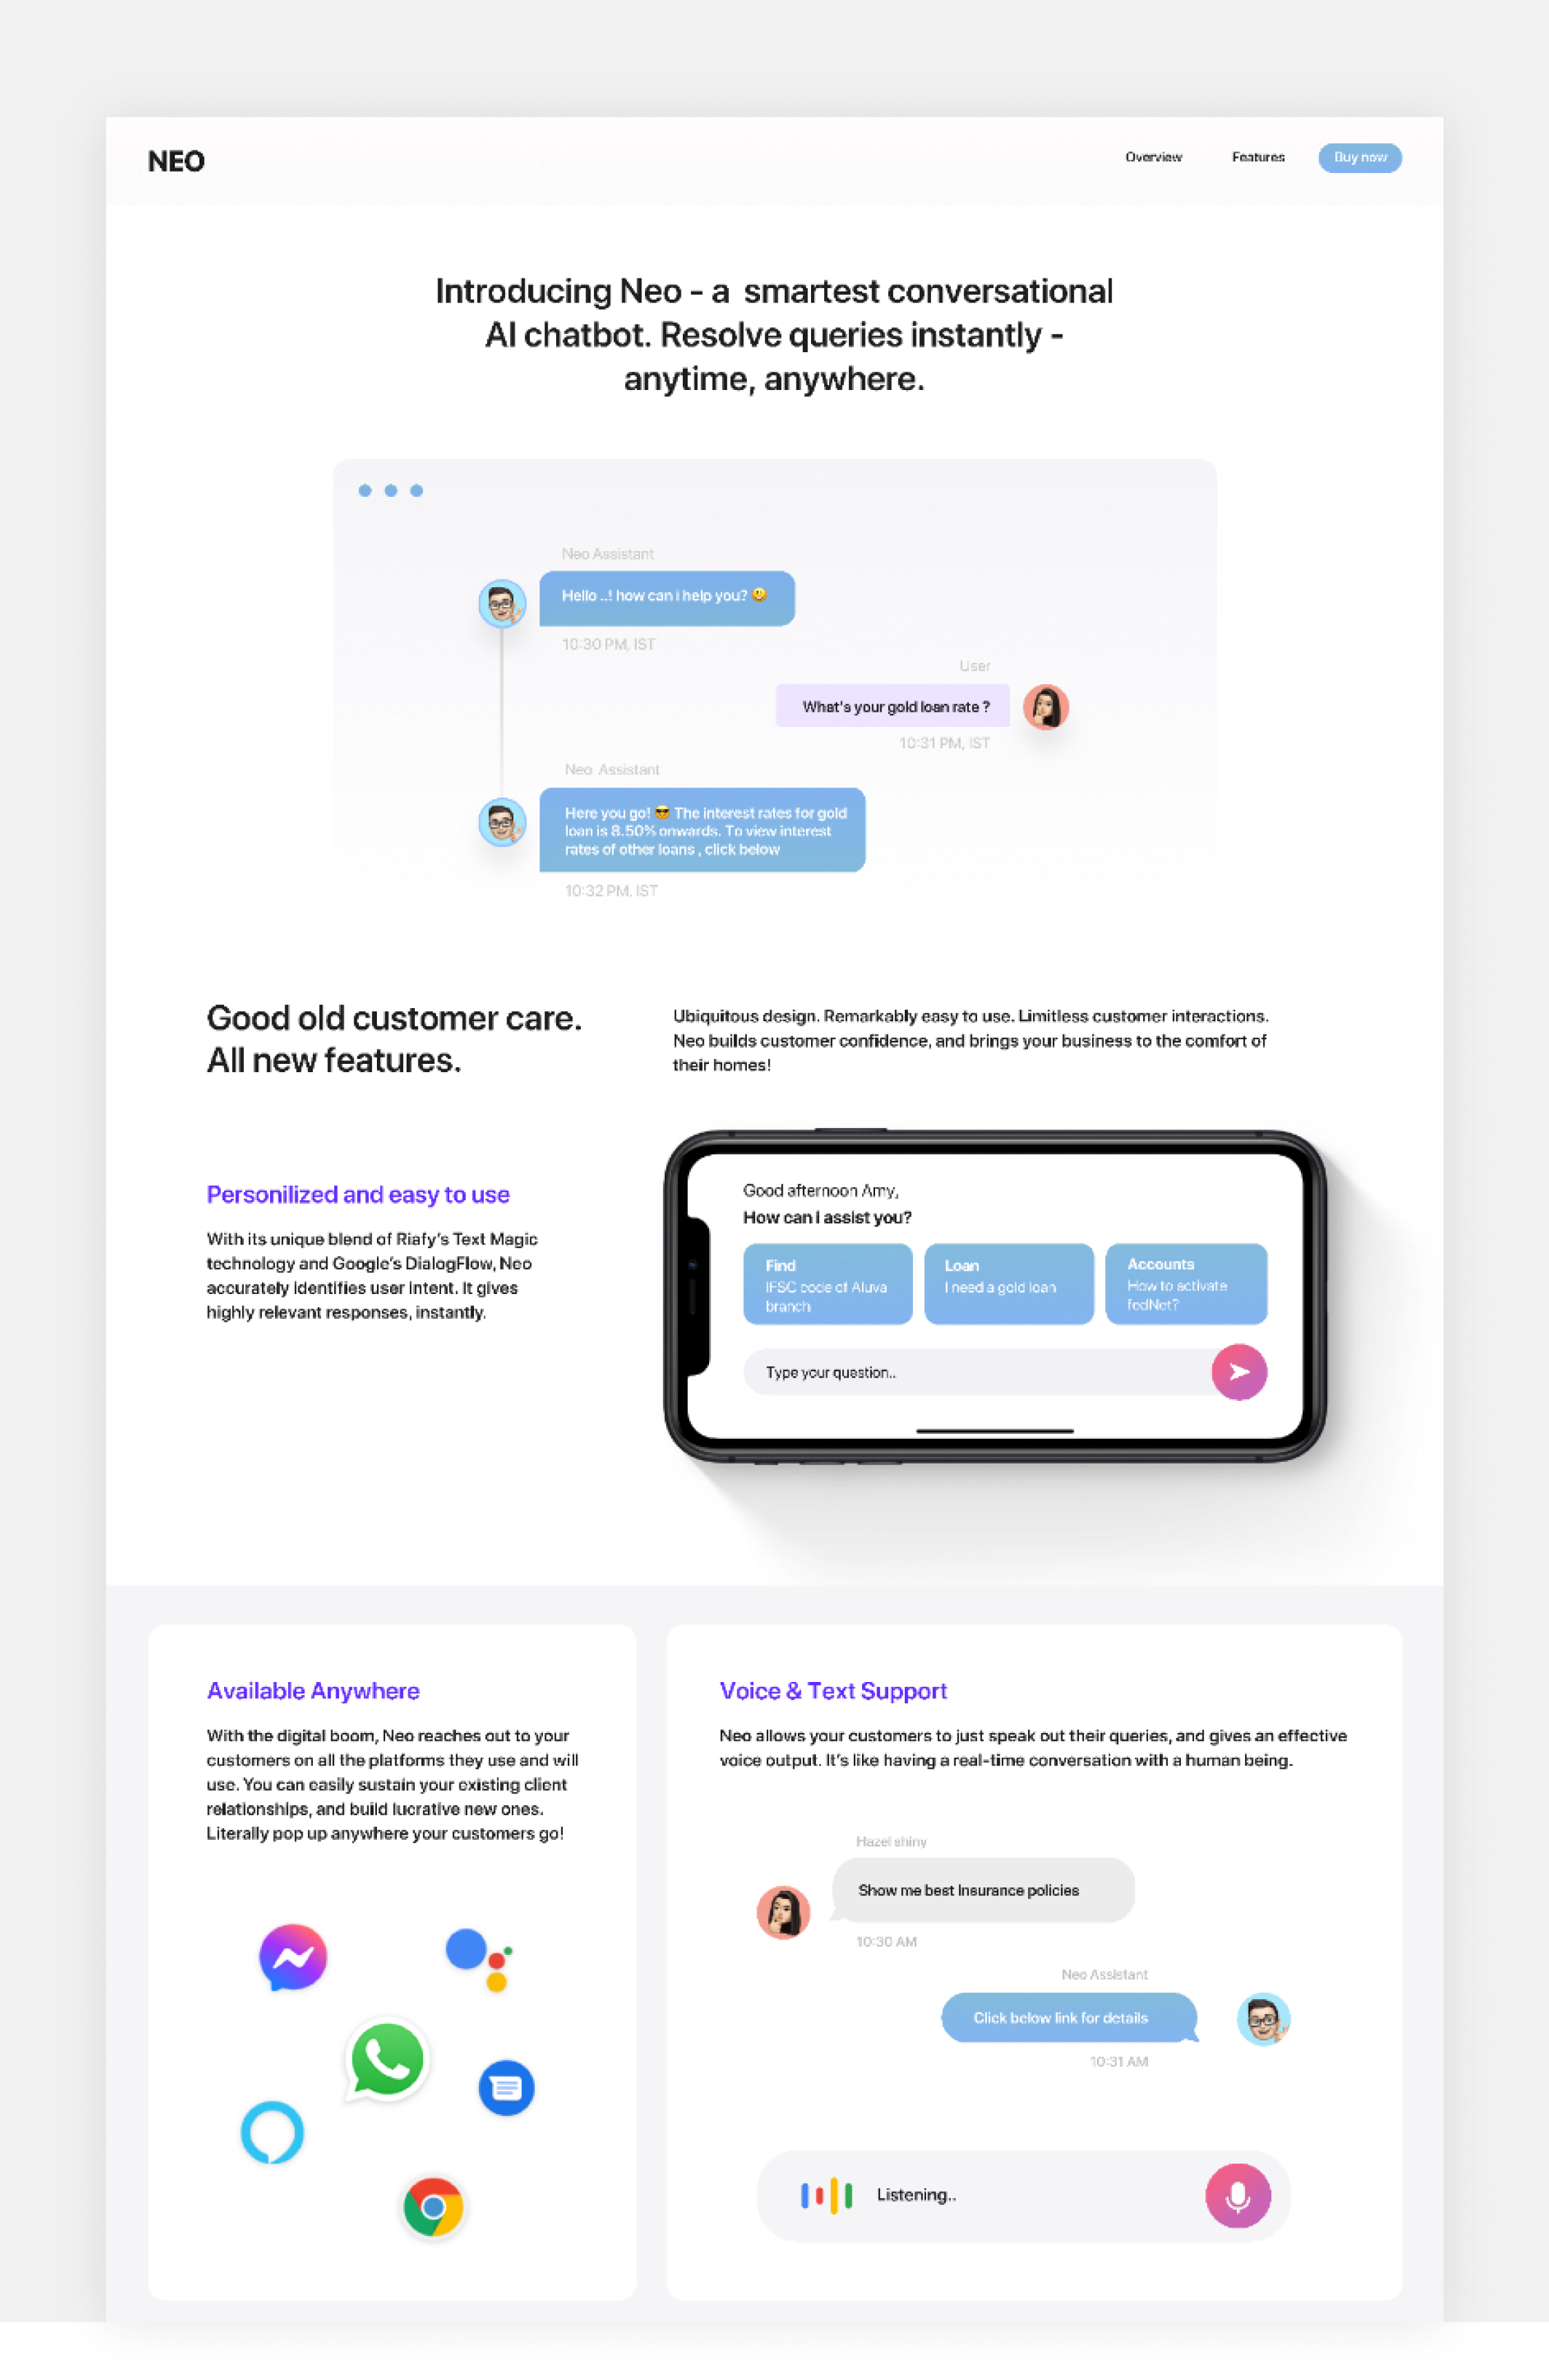 NEO
Overview Features Buy now
Introducing Neo - a smartest conversational
AI chatbot. Resolve queries instantly -
anytime, anywhere.
Neo Assistant
Hello ..! how can i help you? 😃
10:30 PM, IST
User
What's your gold loan rate ?
10:31 PM, IST
Neo Assistant
Here you go! 😎 The interest rates for gold
loan is 8.50% onwards. To view interest
rates of other loans , click below
10:32 PM, IST
Good old customer care.
All new features.
Ubiquitous design. Remarkably easy to use. Limitless customer interactions.
Neo builds customer confidence, and brings your business to the comfort of
their homes!
Personilized and easy to use
With its unique blend of Riafy's Text Magic
technology and Google's DialogFlow, Neo
accurately identifies user intent. It gives
highly relevant responses, instantly.
Good afternoon Amy,
How can I assist you?
Find
IFSC code of Aluva
branch
Loan
I need a gold loan
Accounts
How to activate
fedNet?
Type your question..
Available Anywhere
With the digital boom, Neo reaches out to your
customers on all the platforms they use and will
use. You can easily sustain your existing client
relationships, and build lucrative new ones.
Literally pop up anywhere your customers go!
Voice & Text Support
Neo allows your customers to just speak out their queries, and gives an effective
voice output. It's like having a real-time conversation with a human being.
Hazel shiny
Show me best Insurance policies
10:30 AM
Neo Assistant
Click below link for details
10:31 AM
Listening..